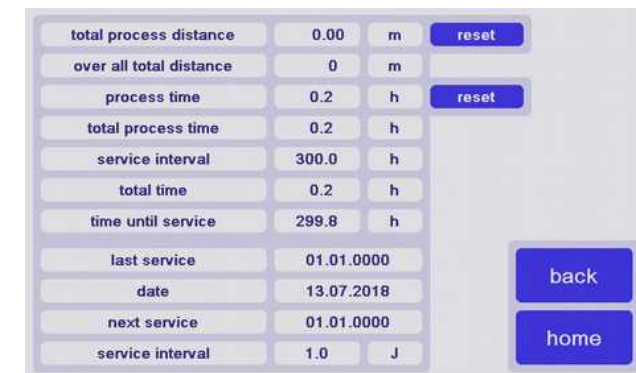 total process distance 0.00 m reset
over all total distance 0 m
process time 0.2 h reset
total process time 0.2 h
service interval 300.0 h
total time 0.2 h
time until service 299.8 h
last service 01.01.0000
date 13.07.2018
next service 01.01.0000
service interval 1.0 J
back
home